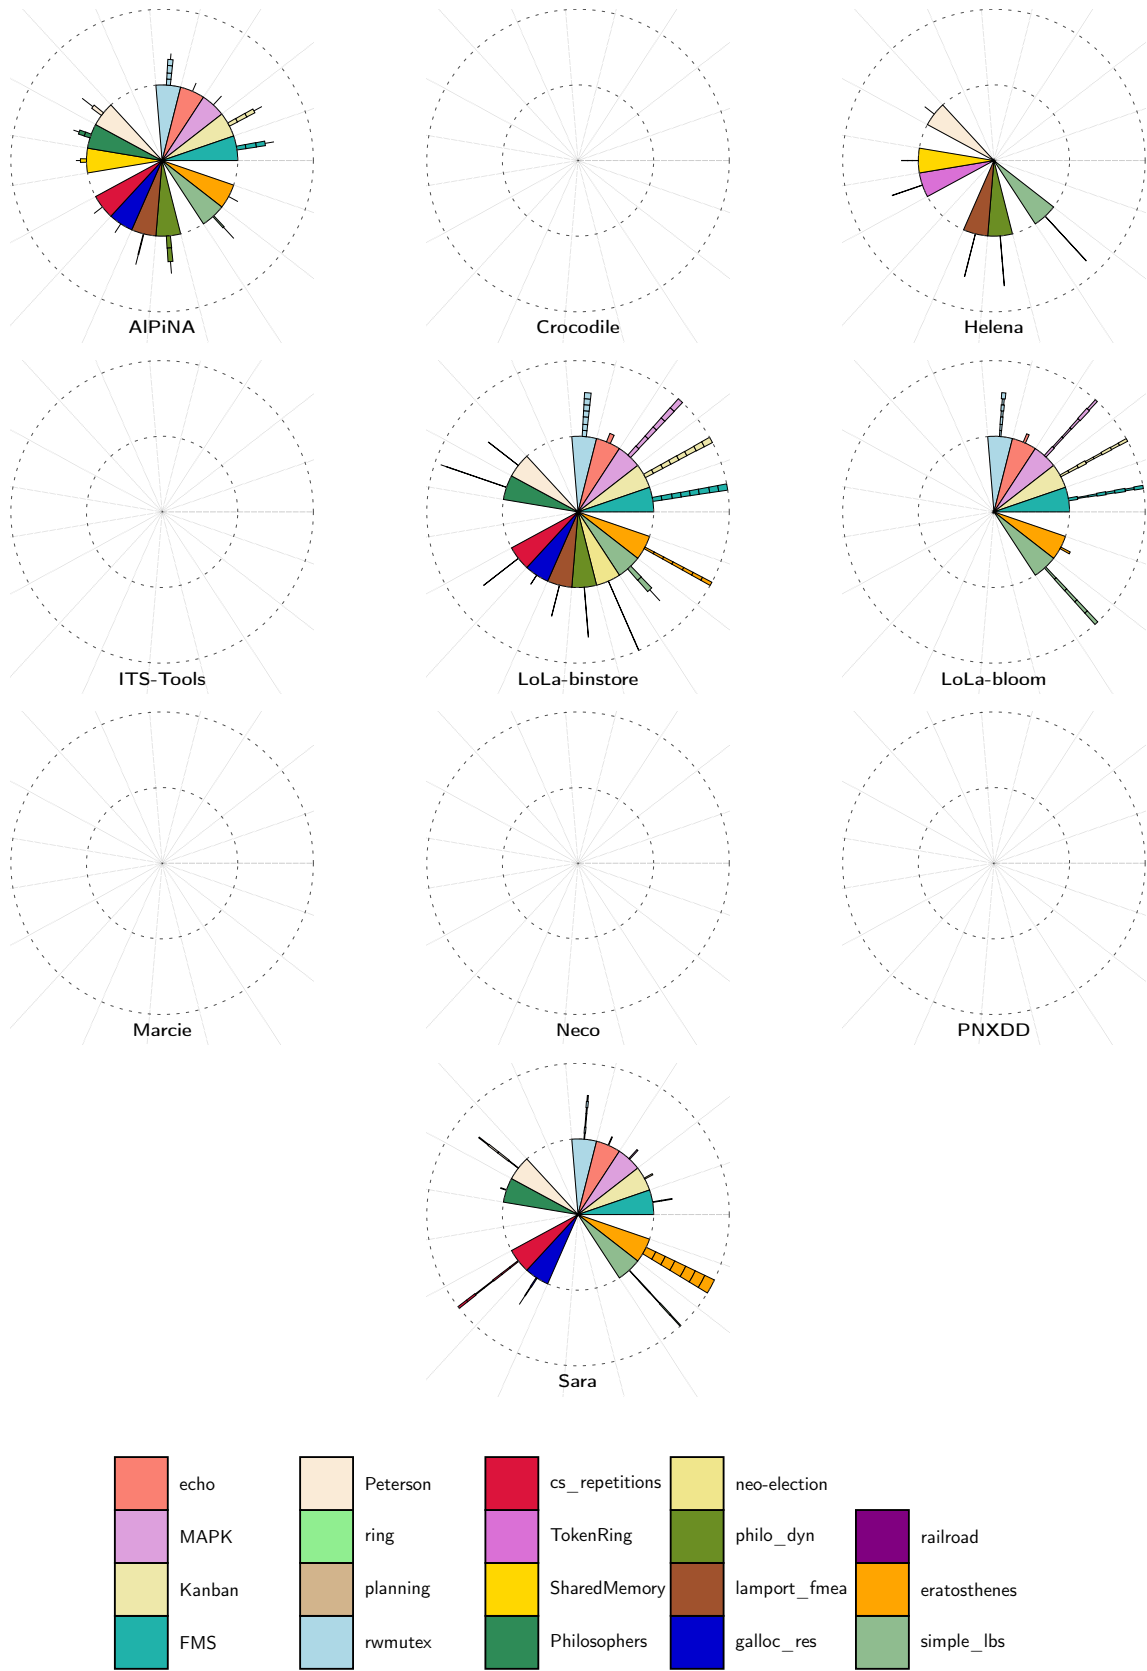 AlPiNA
Crocodile
Helena
ITS-Tools
LoLa-binstore
LoLa-bloom
Marcie
Neco
PNXDD
Sara
echo
Peterson
cs_repetitions
neo-election
MAPK
ring
TokenRing
philo_dyn
railroad
Kanban
planning
SharedMemory
lamport_fmea
eratosthenes
FMS
rwmutex
Philosophers
galloc_res
simple_lbs